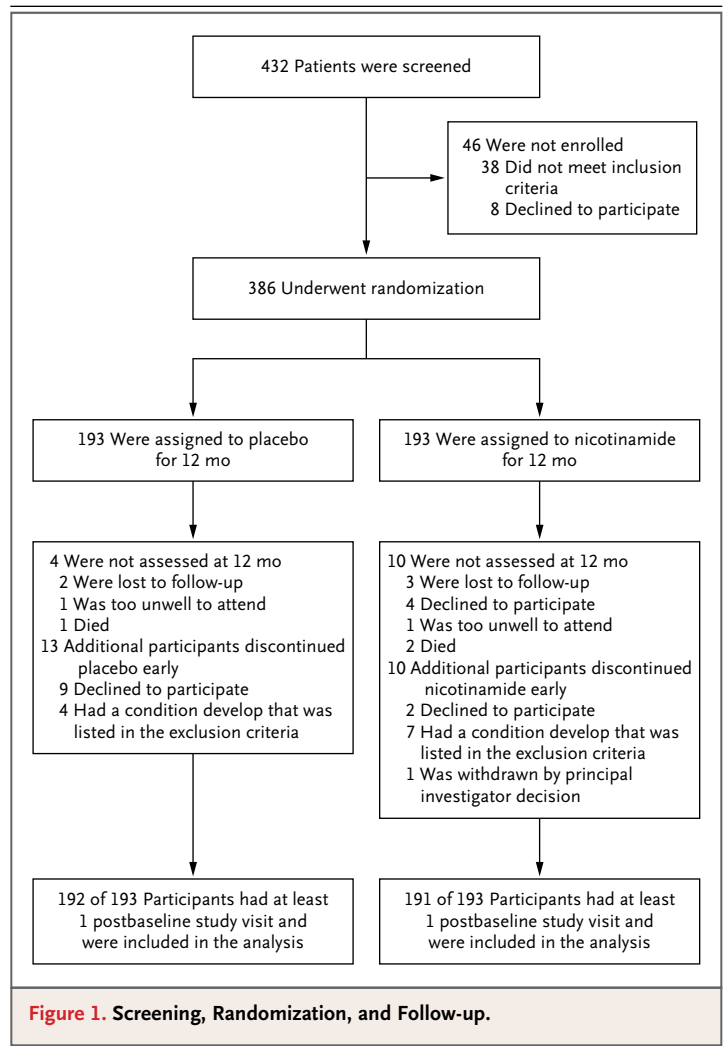 432 Patients were screened
46 Were not enrolled
38 Did not meet inclusion
criteria
8 Declined to participate
386 Underwent randomization
193 Were assigned to placebo
for 12 mo
193 Were assigned to nicotinamide
for 12 mo
4 Were not assessed at 12 mo
2 Were lost to follow-up
1 Was too unwell to attend
1 Died
13 Additional participants discontinued
placebo early
9 Declined to participate
4 Had a condition develop that was
listed in the exclusion criteria
10 Were not assessed at 12 mo
3 Were lost to follow-up
4 Declined to participate
1 Was too unwell to attend
2 Died
10 Additional participants discontinued
nicotinamide early
2 Declined to participate
7 Had a condition develop that was
listed in the exclusion criteria
1 Was withdrawn by principal
investigator decision
192 of 193 Participants had at least
1 postbaseline study visit and
were included in the analysis
191 of 193 Participants had at least
1 postbaseline study visit and
were included in the analysis
Figure 1. Screening, Randomization, and Follow-up.